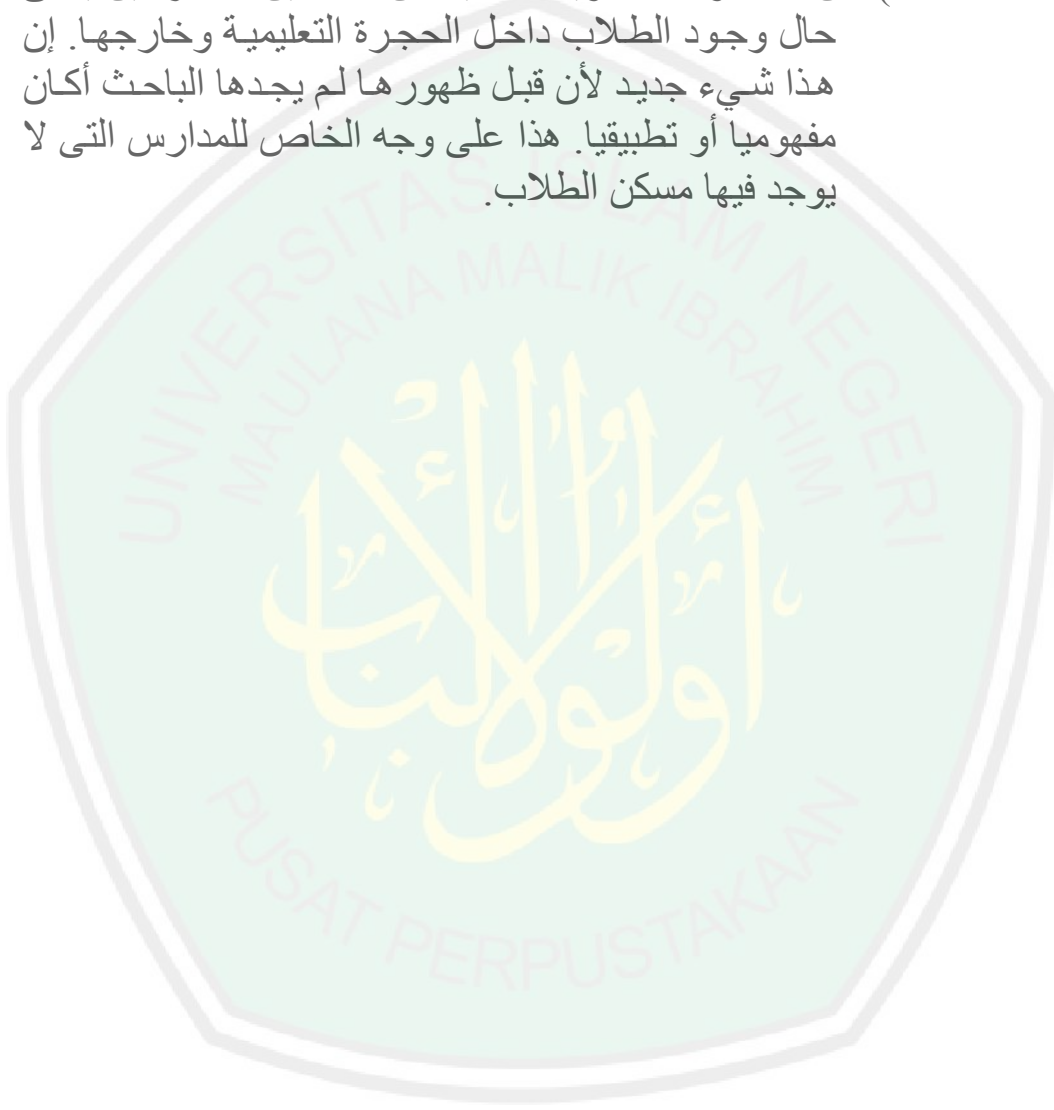 حال وجود الطلاب داخل الحجرة التعليمية وخارجها. إن
هذا شيء جديد لأن قبل ظهورها لم يجدها الباحث أكان
مفهوميا أو تطبيقيا. هذا على وجه الخاص للمدارس التى لا
يوجد فيها مسكن الطلاب.
UNIVERSITAS ISLAM NEGERI
MAULANA MALIK IBRAHIM
أولوا الألباب
PUSAT PERPUSTAKAAN